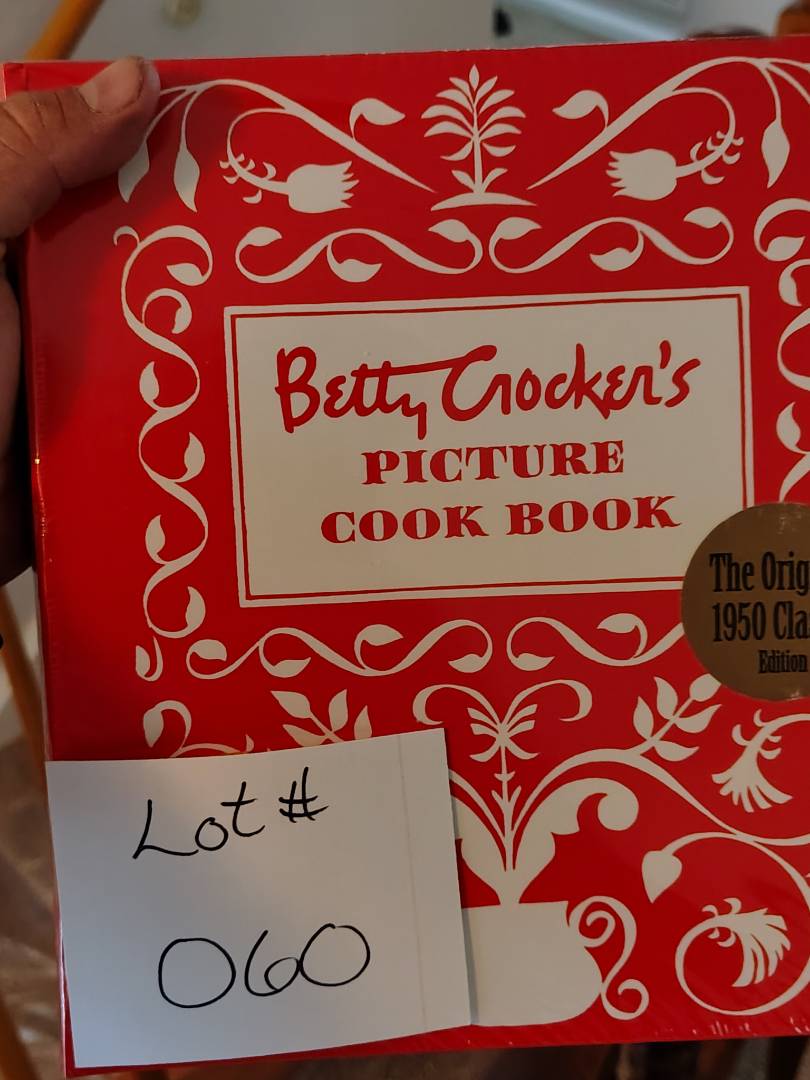 Betty Crocker's
PICTURE
COOK BOOK
The Orig
1950 Cla
Edition
Lot #
060